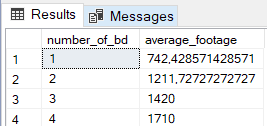 Results Messages
number_of_bd average_footage
1 1 742,428571428571
2 2 1211,72727272727
3 3 1420
4 4 1710